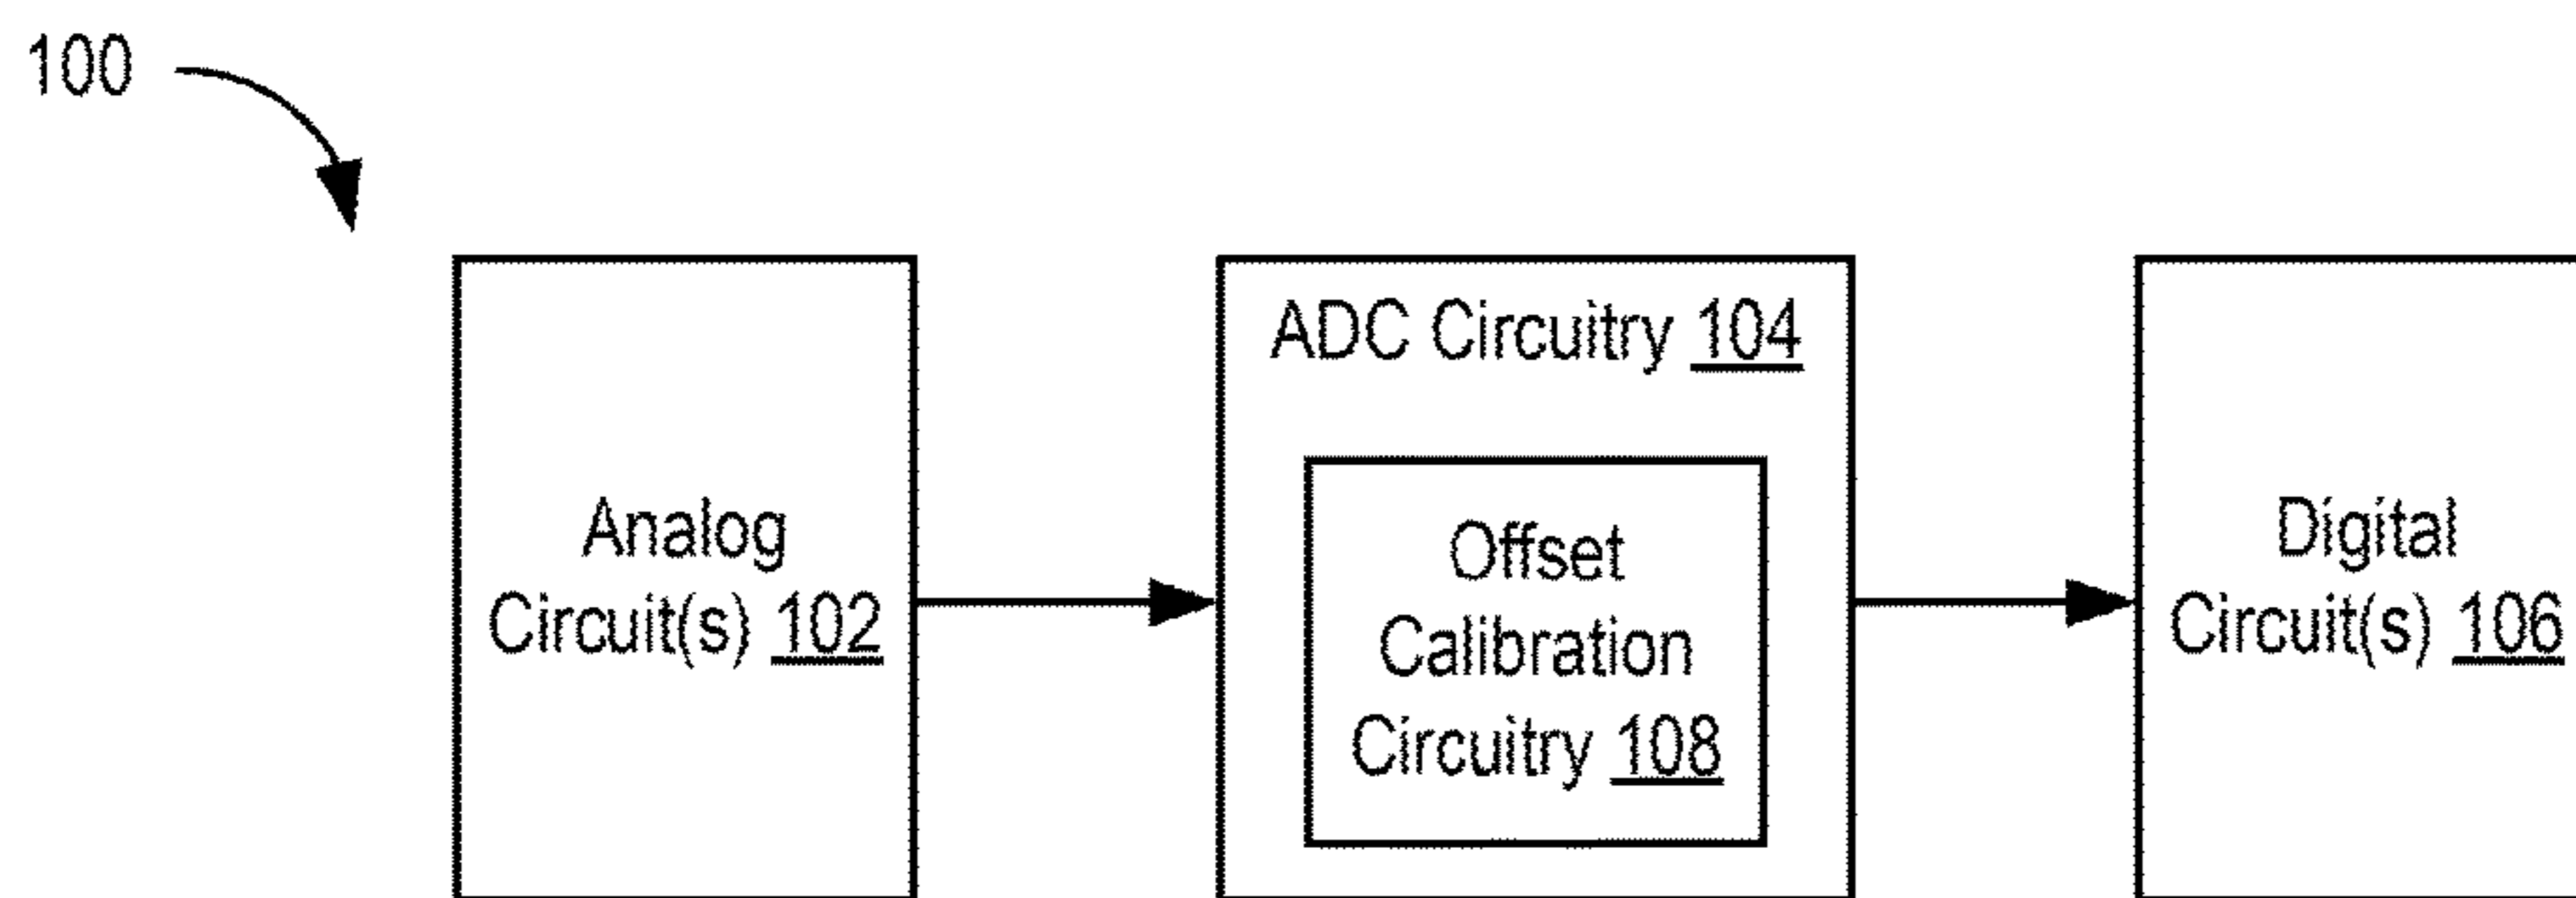 100
ADC Circuitry 104
Analog
Circuit(s) 102
Offset
Calibration
Circuitry 108
Digital
Circuit(s) 106